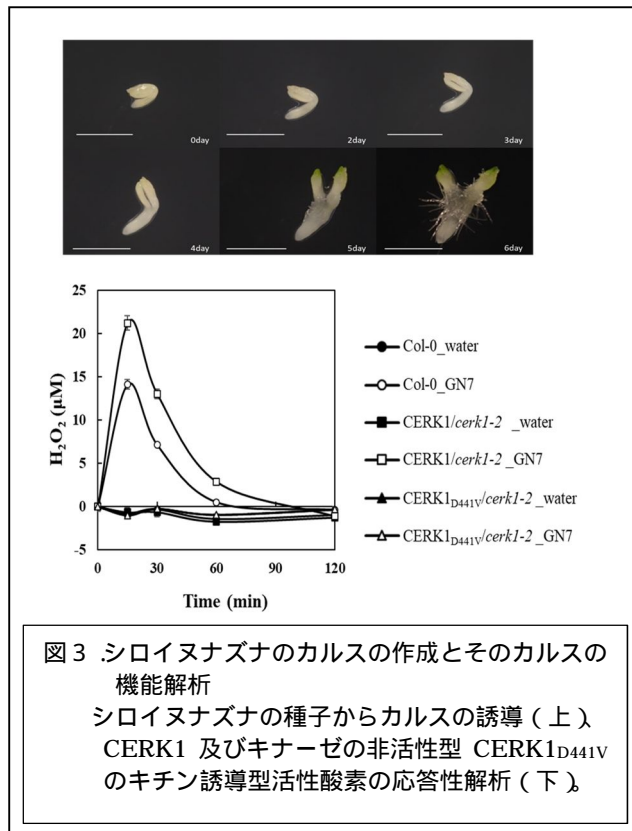 0day
2day
3day
4day
5day
6day
25
20
15
10
5
0
-5
H₂O₂ (μM)
0
30
60
90
120
Time (min)
Col-0_water
Col-0_GN7
CERK1/cerk1-2 _water
CERK1/cerk1-2 _GN7
CERK1D441V/cerk1-2_water
CERK1D441V/cerk1-2 _GN7
図3 .シロイヌナズナのカルスの作成とそのカルスの
機能解析
シロイヌナズナの種子からカルスの誘導(上)、
CERK1 及びキナーゼの非活性型 CERK1D441V
のキチン誘導型活性酸素の応答性解析(下)。